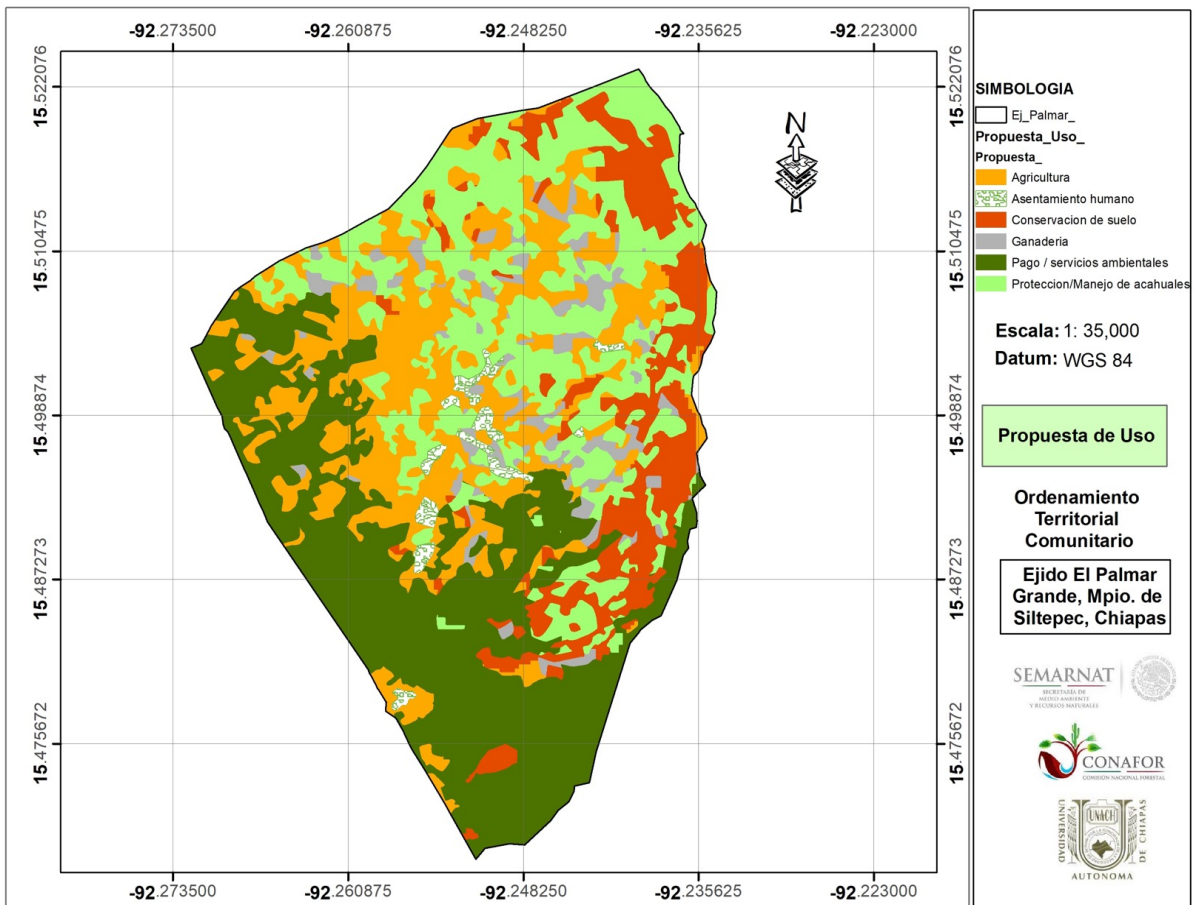 -92.273500
-92.260875
-92.248250
-92.235625
-92.223000
15.522076
15.510475
15.498874
15.487273
15.475672
N
15.522076
15.510475
15.498874
15.487273
15.475672
-92.273500
-92.260875
-92.248250
-92.235625
-92.223000
SIMBOLOGIA
Ej_Palmar_
Propuesta_Uso_
Propuesta_
Agricultura
Asentamiento humano
Conservacion de suelo
Ganaderia
Pago / servicios ambientales
Proteccion/Manejo de acahuales
Escala: 1: 35,000
Datum: WGS 84
Propuesta de Uso
Ordenamiento
Territorial
Comunitario
Ejido El Palmar
Grande, Mpio. de
Siltepec, Chiapas
SEMARNAT
SECRETARÍA DE
MEDIO AMBIENTE
Y RECURSOS NATURALES
CONAFOR
COMISIÓN NACIONAL FORESTAL
UNIVERSIDAD
UNACH
DE CHIAPAS
AUTONOMA